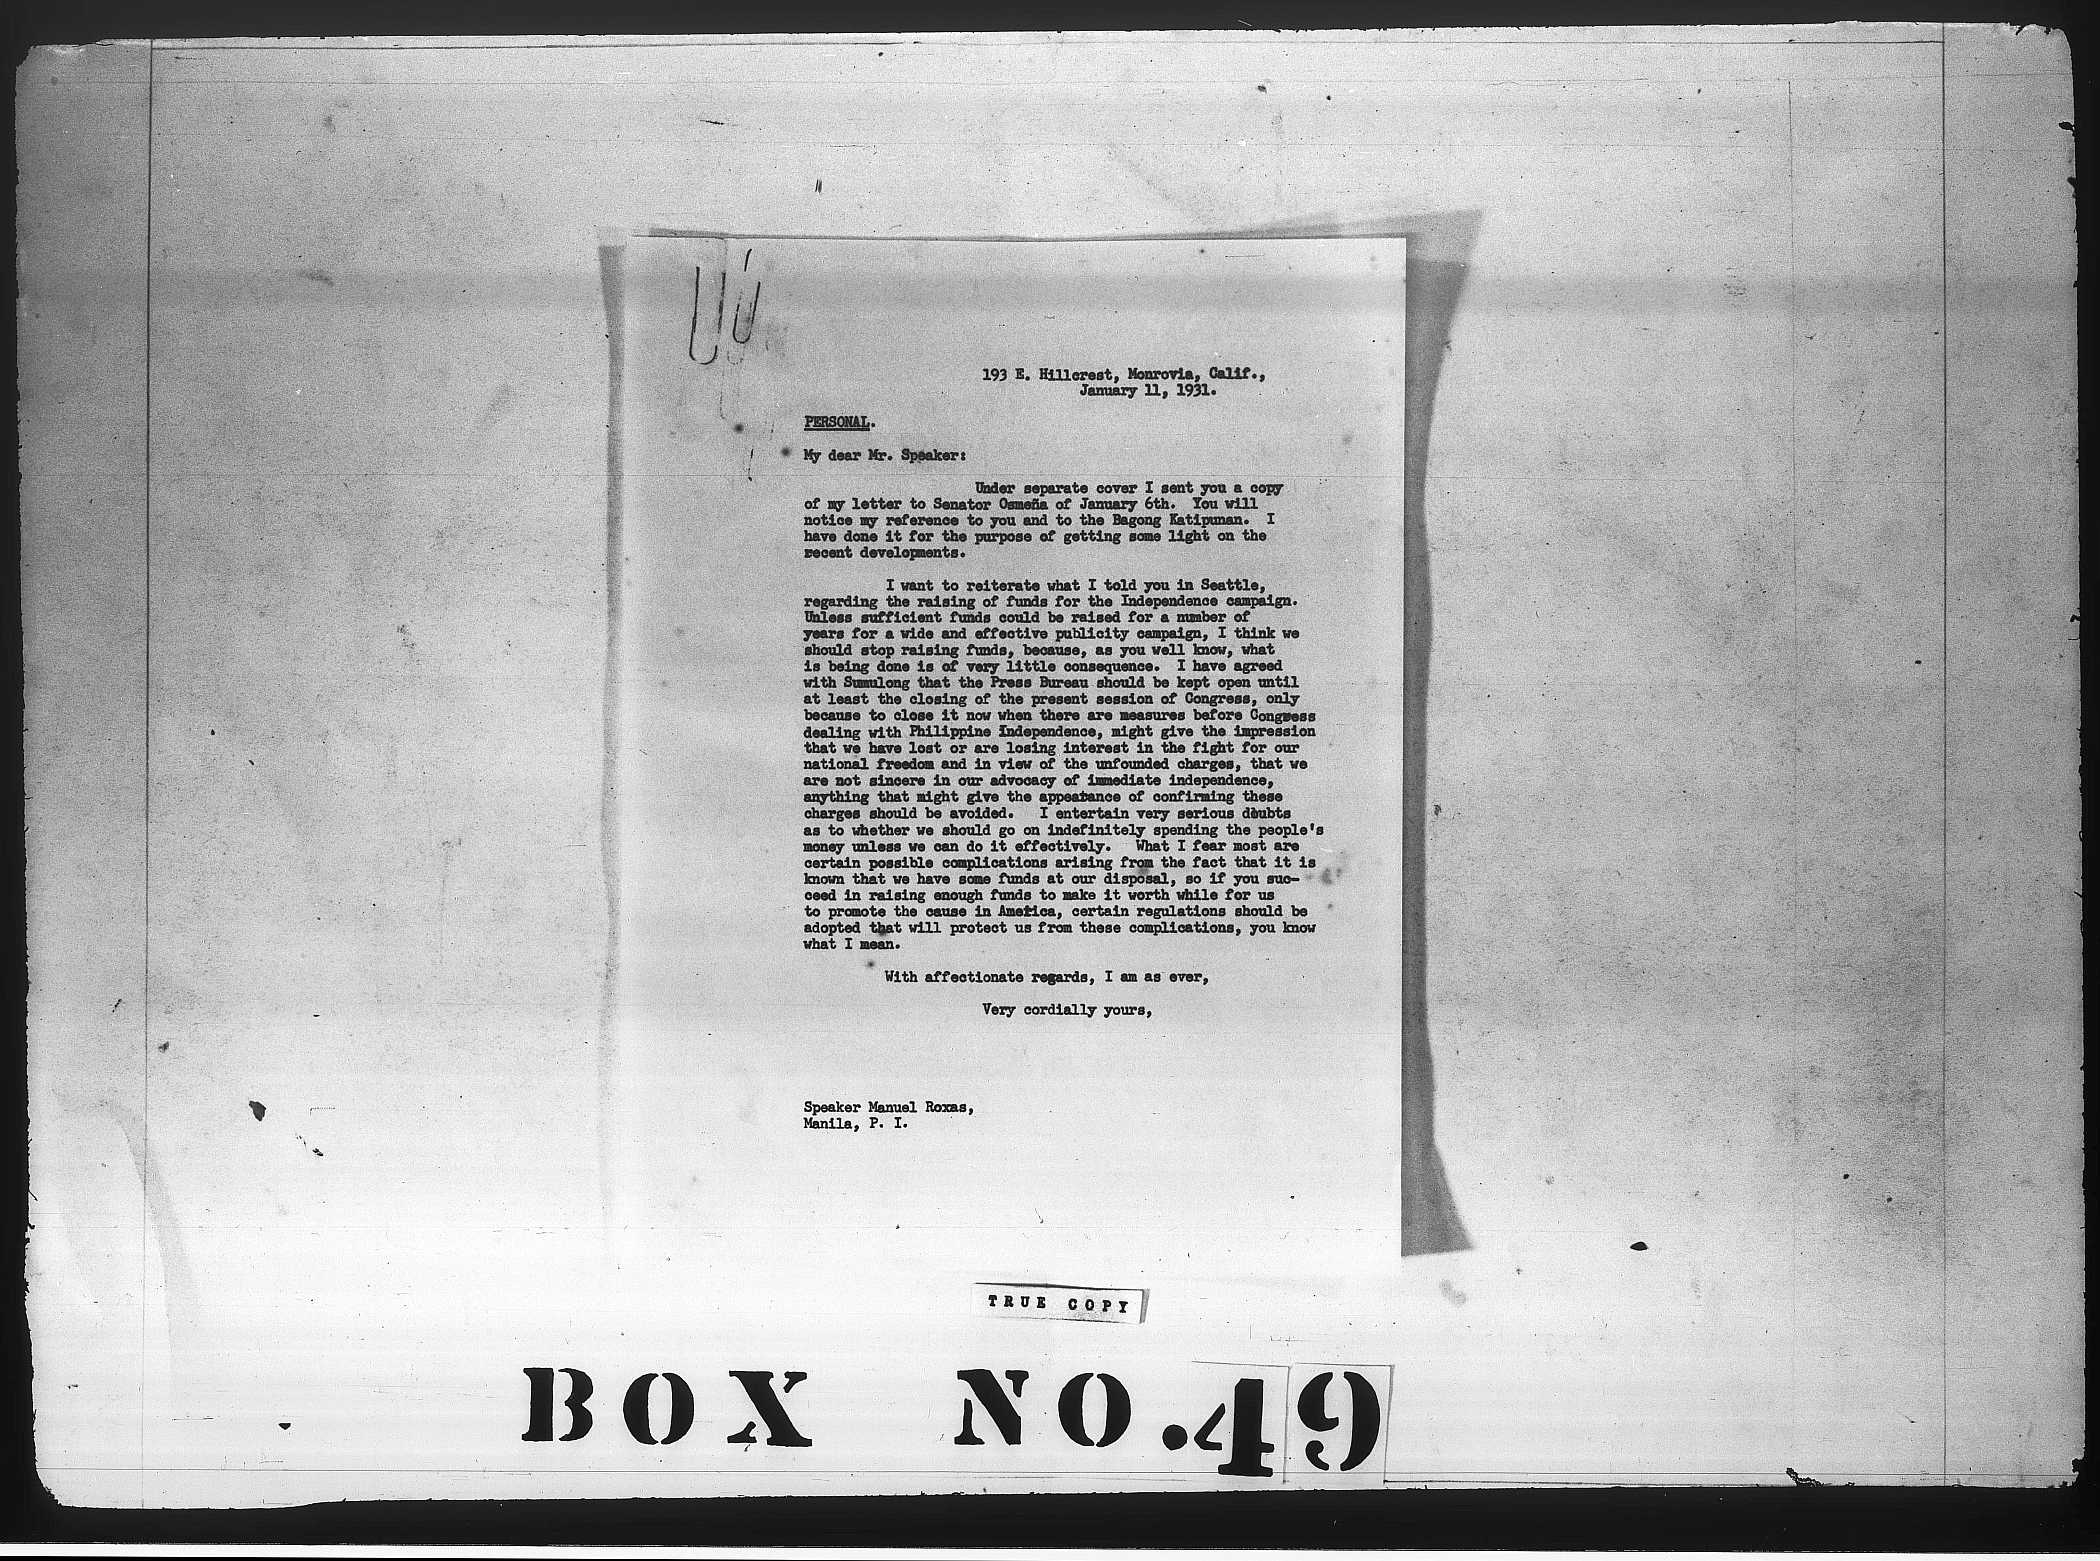 193 E. Hillcrest, Monrovia, Calif.,
January 11, 1931.
PERSONAL.
My dear Mr. Speaker:
Under separate cover I sent you a copy
of my letter to Senator Osmeña of January 6th. You will
notice my reference to you and to the Bagong Katipunan. I
have done it for the purpose of getting some light on the
recent developments.
I want to reiterate what I told you in Seattle,
regarding the raising of funds for the Independence campaign.
Unless sufficient funds could be raised for a number of
years for a wide and effective publicity campaign, I think we
should stop raising funds, because, as you well know, what
is being done is of very little consequence. I have agreed
with Sumulong that the Press Bureau should be kept open until
at least the closing of the present session of Congress, only
because to close it now when there are measures before Congress
dealing with Philippine Independence, might give the impression
that we have lost or are losing interest in the fight for our
national freedom and in view of the unfounded charges, that we
are not sincere in our advocacy of immediate independence,
anything that might give the appearance of confirming these
charges should be avoided. I entertain very serious doubts
as to whether we should go on indefinitely spending the people's
money unless we can do it effectively. What I fear most are
certain possible complications arising from the fact that it is
known that we have some funds at our disposal, so if you suc-
ceed in raising enough funds to make it worth while for us
to promote the cause in America, certain regulations should be
adopted that will protect us from these complications, you know
what I mean.
With affectionate regards, I am as ever,
Very cordially yours,
Speaker Manuel Roxas,
Manila, P. I.
TRUE COPY
BOX NO. 49